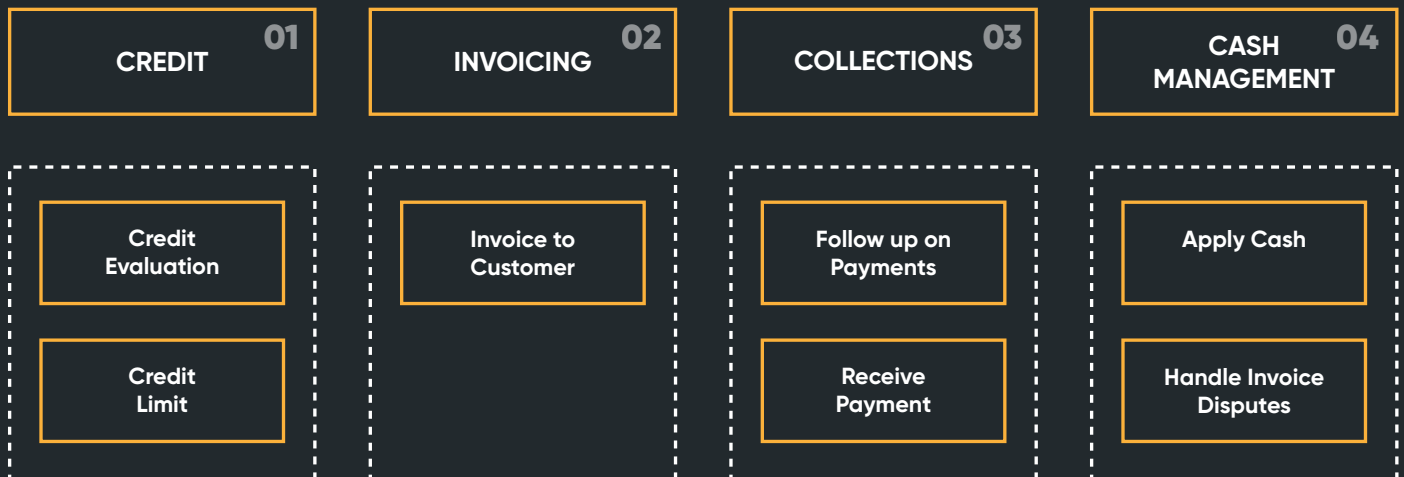 01
CREDIT
02
INVOICING
03
COLLECTIONS
04
CASH
MANAGEMENT
Credit
Evaluation
Credit
Limit
Invoice to
Customer
Follow up on
Payments
Receive
Payment
Apply Cash
Handle Invoice
Disputes